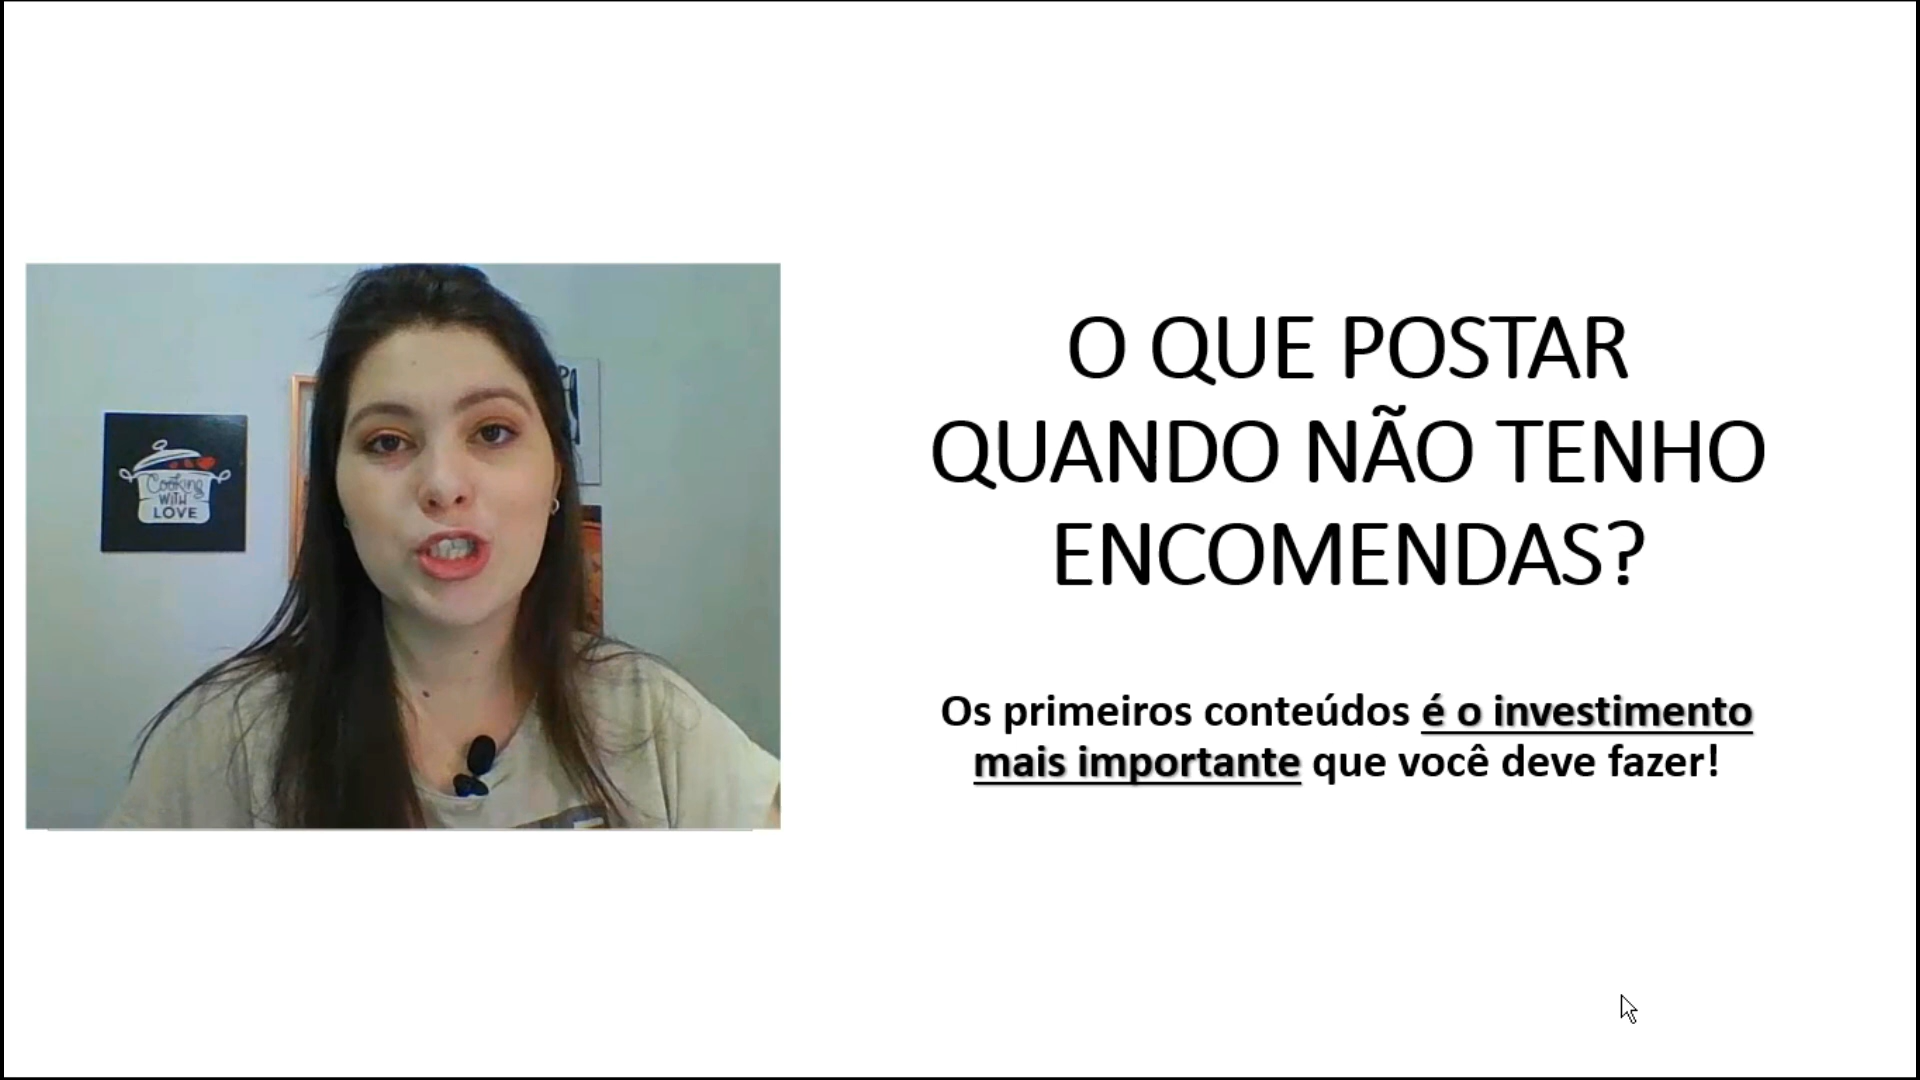 Cooking
WITH
LOVE
O QUE POSTAR
QUANDO NÃO TENHO
ENCOMENDAS?
Os primeiros conteúdos é o investimento
mais importante que você deve fazer!